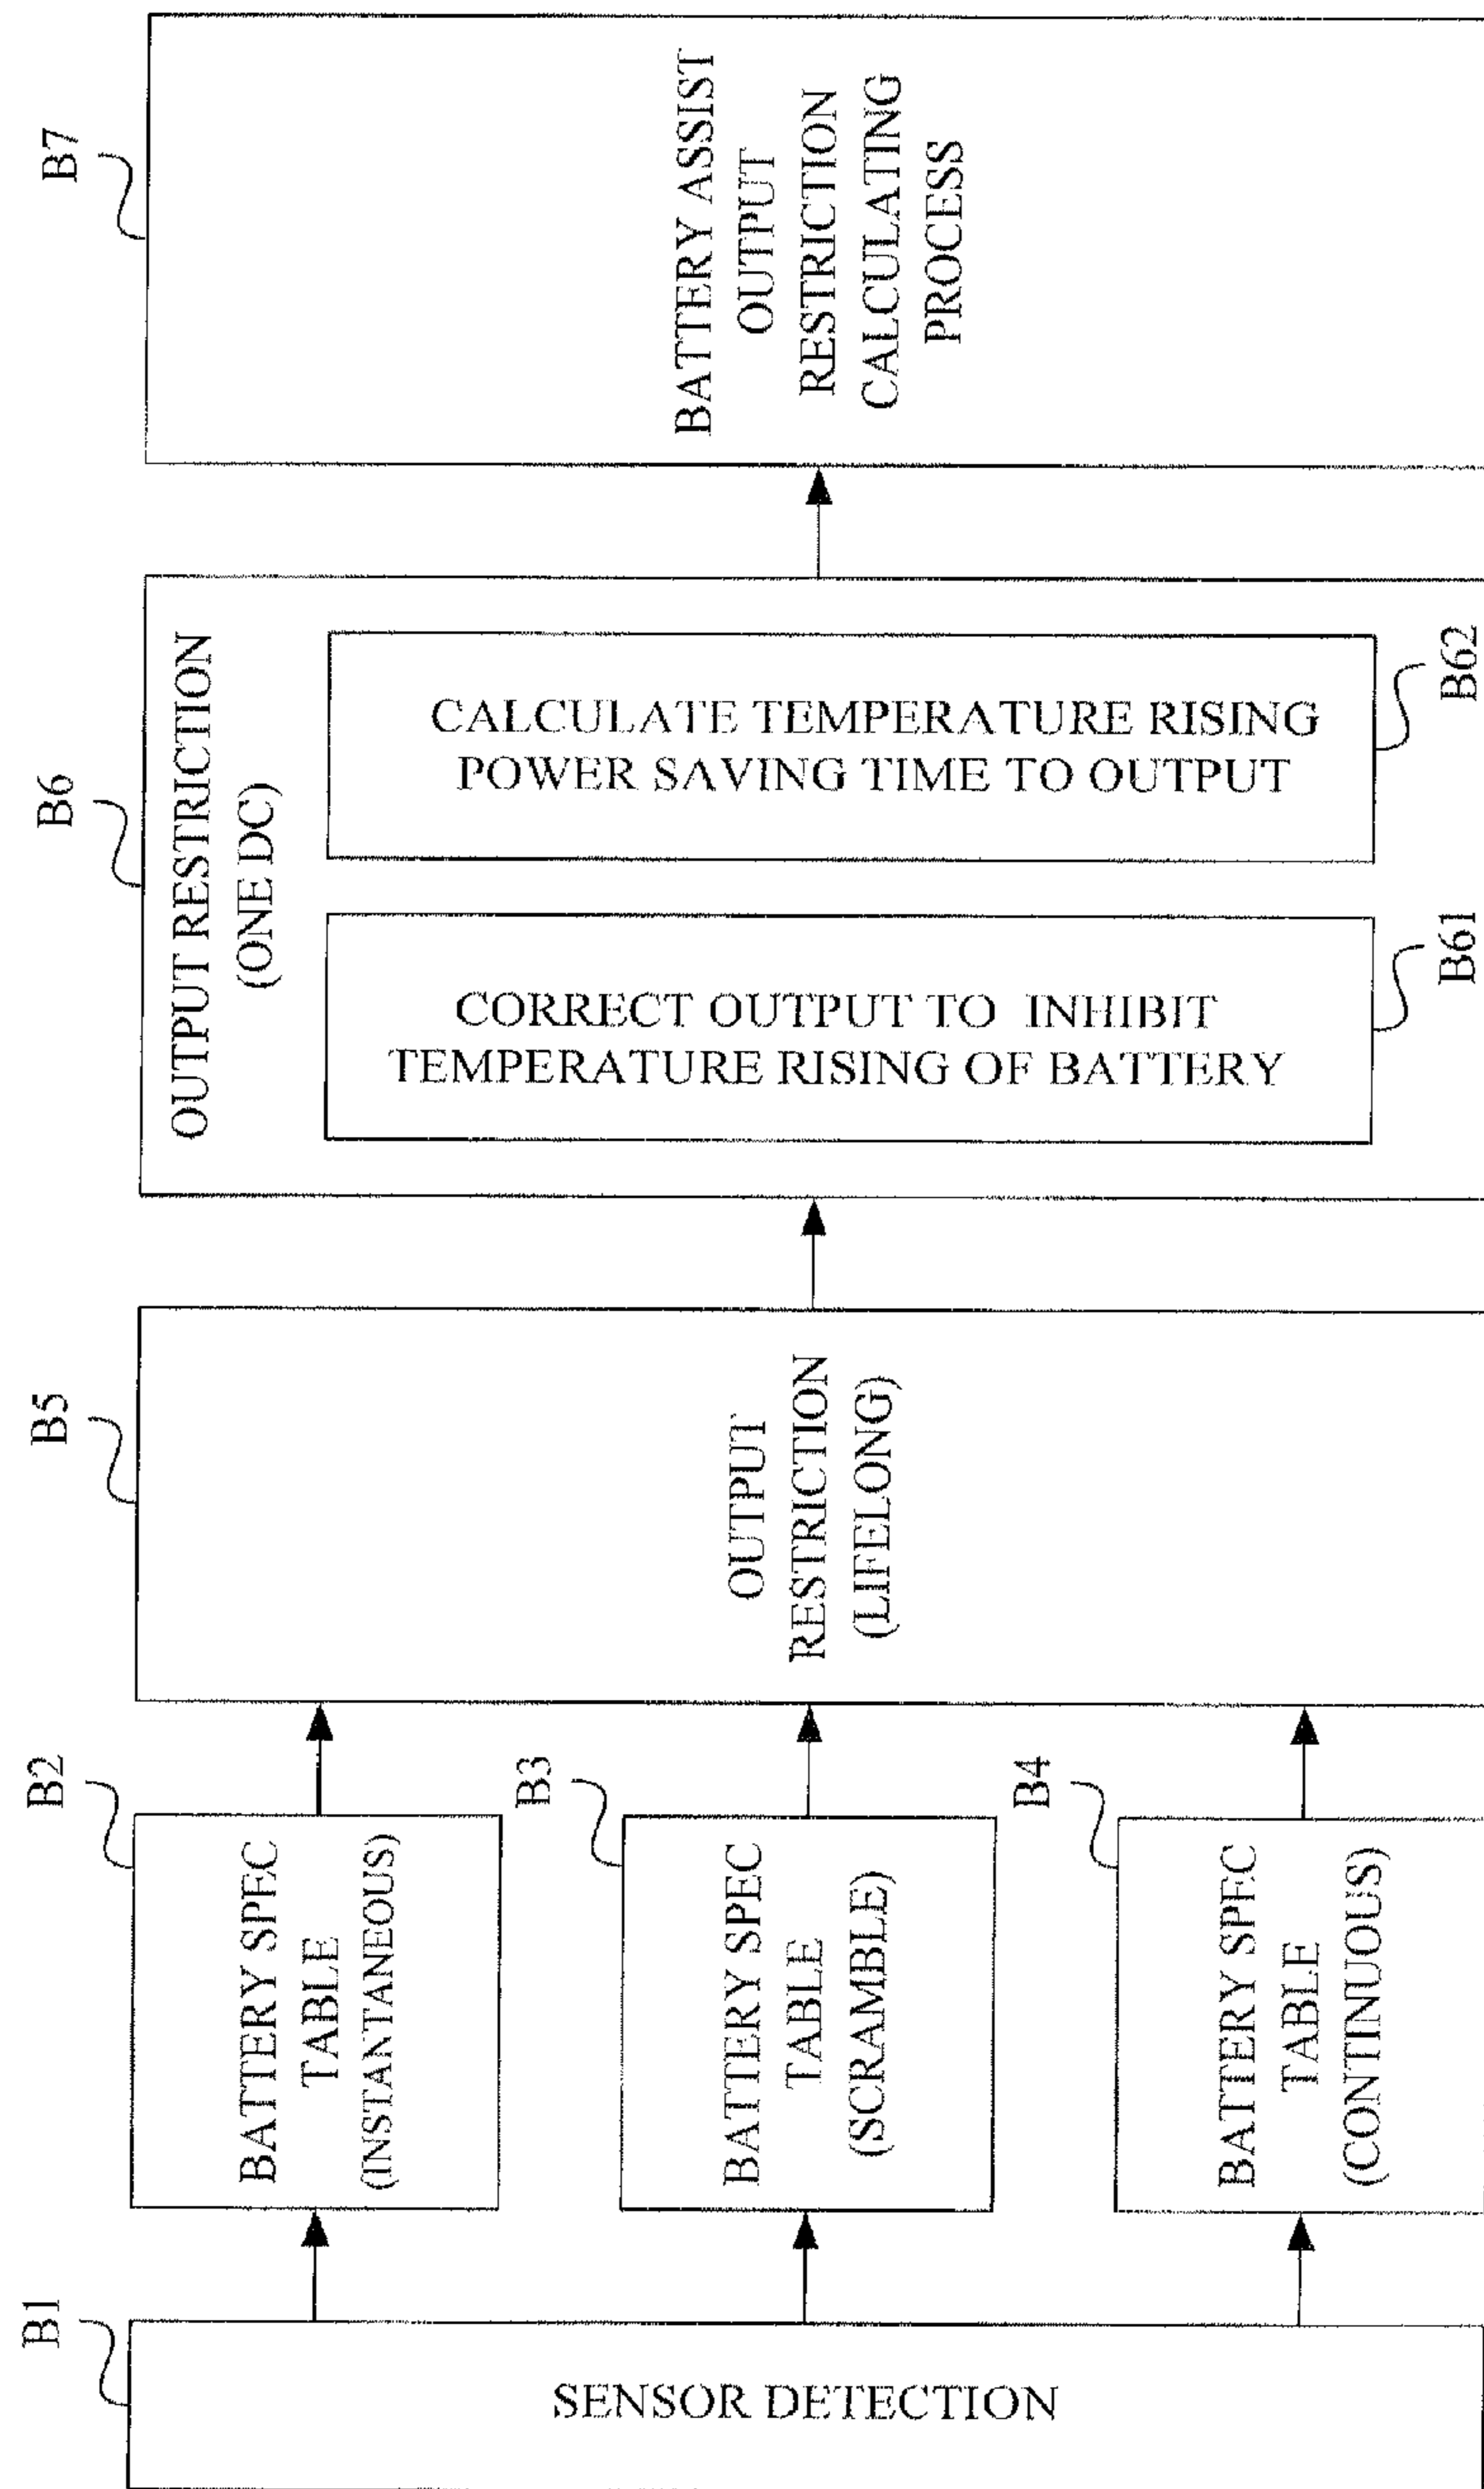 B1
SENSOR DETECTION
B2
BATTERY SPEC
TABLE
(INSTANTANEOUS)
B3
BATTERY SPEC
TABLE
(SCRAMBLE)
B4
BATTERY SPEC
TABLE
(CONTINUOUS)
B5
OUTPUT
RESTRICTION
(LIFELONG)
B6
OUTPUT RESTRICTION
(ONE DC)
CORRECT OUTPUT TO INHIBIT
TEMPERATURE RISING OF BATTERY
B61
CALCULATE TEMPERATURE RISING
POWER SAVING TIME TO OUTPUT
B62
B7
BATTERY ASSIST
OUTPUT
RESTRICTION
CALCULATING
PROCESS